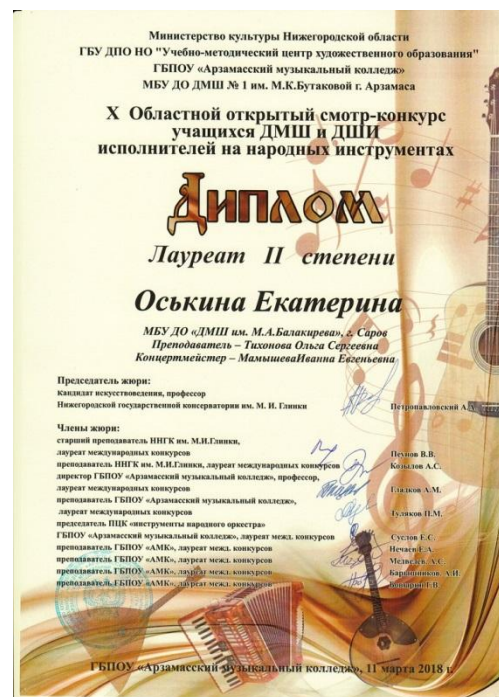 Министерство культуры Нижегородской области
ГБУ ДПО НО "Учебно-методический центр художественного образования"
ГБПОУ «Арзамасский музыкальный колледж»
МБУ ДО ДМШ № 1 им. М.К.Бутаковой г. Арзамаса
X Областной открытый смотр-конкурс
учащихся ДМШ и ДШИ
исполнителей на народных инструментах
Диплом
Лауреат II степени
Оськина Екатерина
МБУ ДО «ДМШ им. М.А.Балакирева», г. Саров
Преподаватель – Тихонова Ольга Сергеевна
Концертмейстер – МамышеваИванна Евгеньевна
Председатель жюри:
Кандидат искусствоведения, профессор
Нижегородской государственной консерватории им. М. И. Глинки Петропавловский
Члены жюри:
старший преподаватель ННГК им. М.И.Глинки,
лауреат международных конкурсов Пеунов В.В.
преподаватель ННГК им. М.И.Глинки, лауреат международных конкурсов Козылов А.С.
директор ГБПОУ «Арзамасский музыкальный колледж», профессор,
лауреат международных конкурсов Гладков А.М.
преподаватель ГБПОУ «Арзамасский музыкальный колледж»,
лауреат международных конкурсов Туляков П.М.
председатель ПЦК «инструменты народного оркестра»
ГБПОУ «Арзамасский музыкальный колледж», лауреат межд. конкурсов Суслов Е.С.
преподаватель ГБПОУ «АМК», лауреат межд. конкурсов Нечаев Е.А.
преподаватель ГБПОУ «АМК», лауреат межд. конкурсов Медведев А.С.
преподаватель ГБПОУ «АМК», лауреат межд. конкурсов А.И.
преподаватель ГБПОУ «АМК», лауреат межд. конкурсов
ГБПОУ «Арзамасский музыкальный колледж», 11 марта 2018 г.